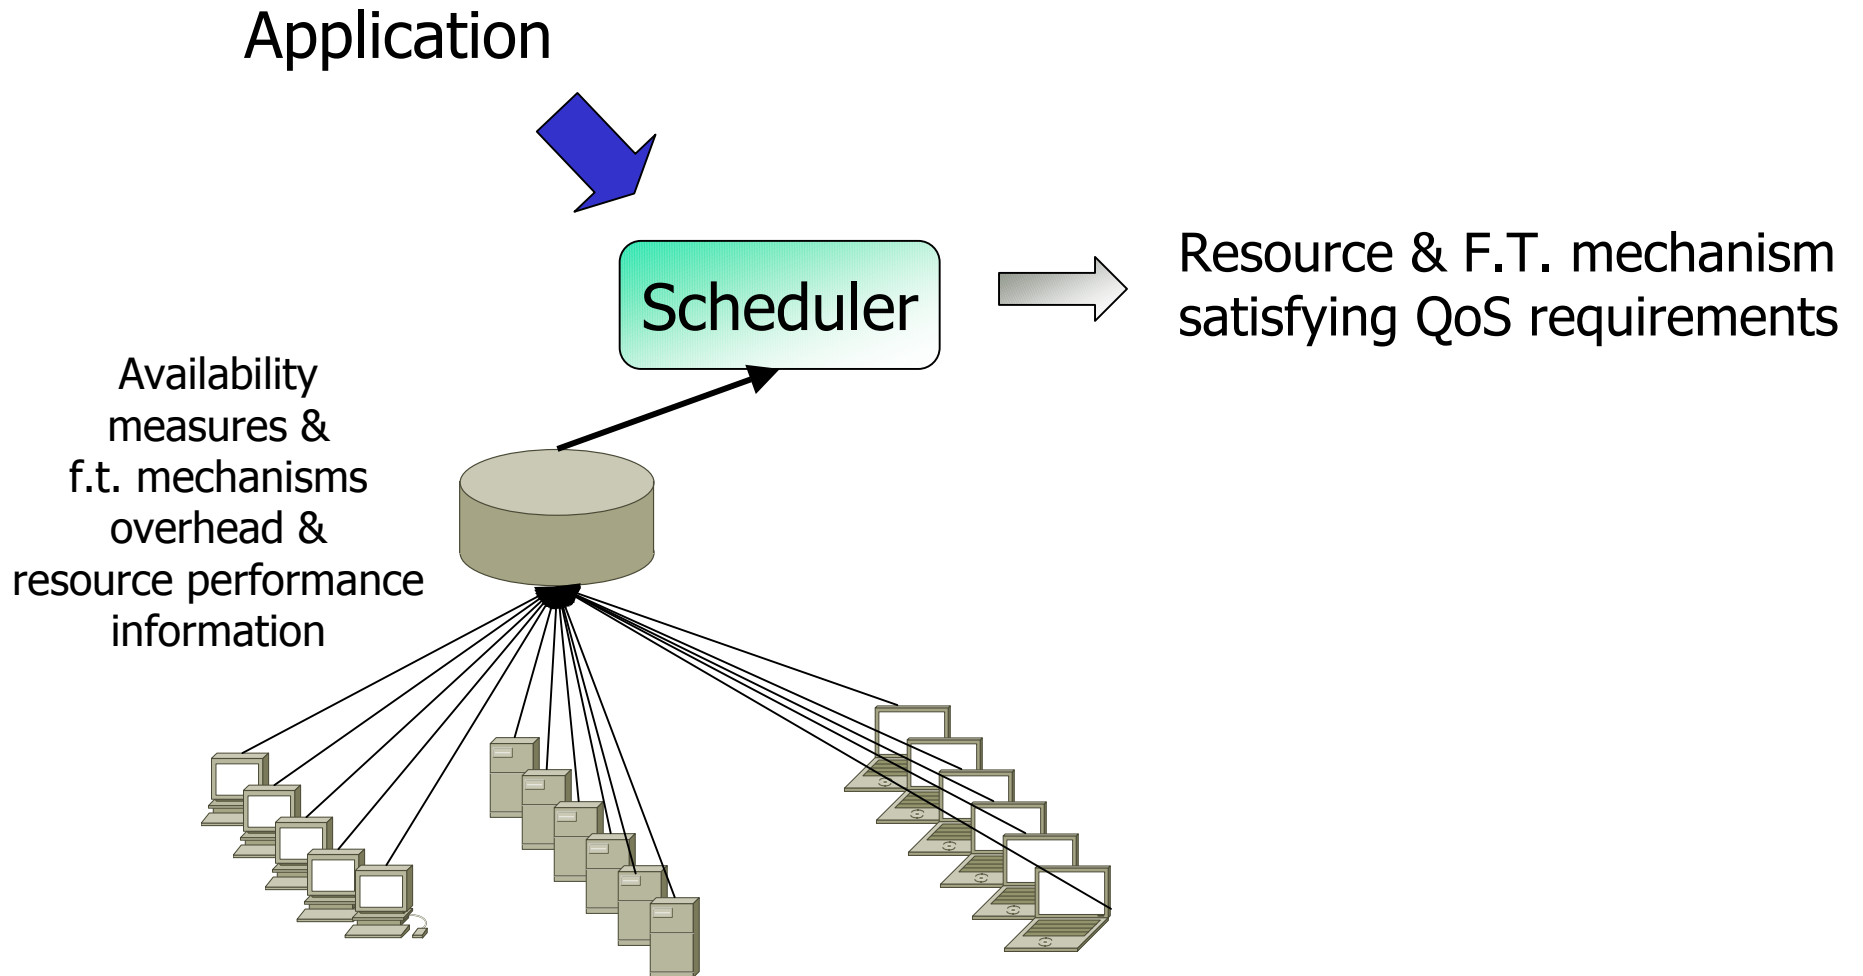 Application
Scheduler
Resource & F.T. mechanism
satisfying QoS requirements
Availability
measures &
f.t. mechanisms
overhead &
resource performance
information